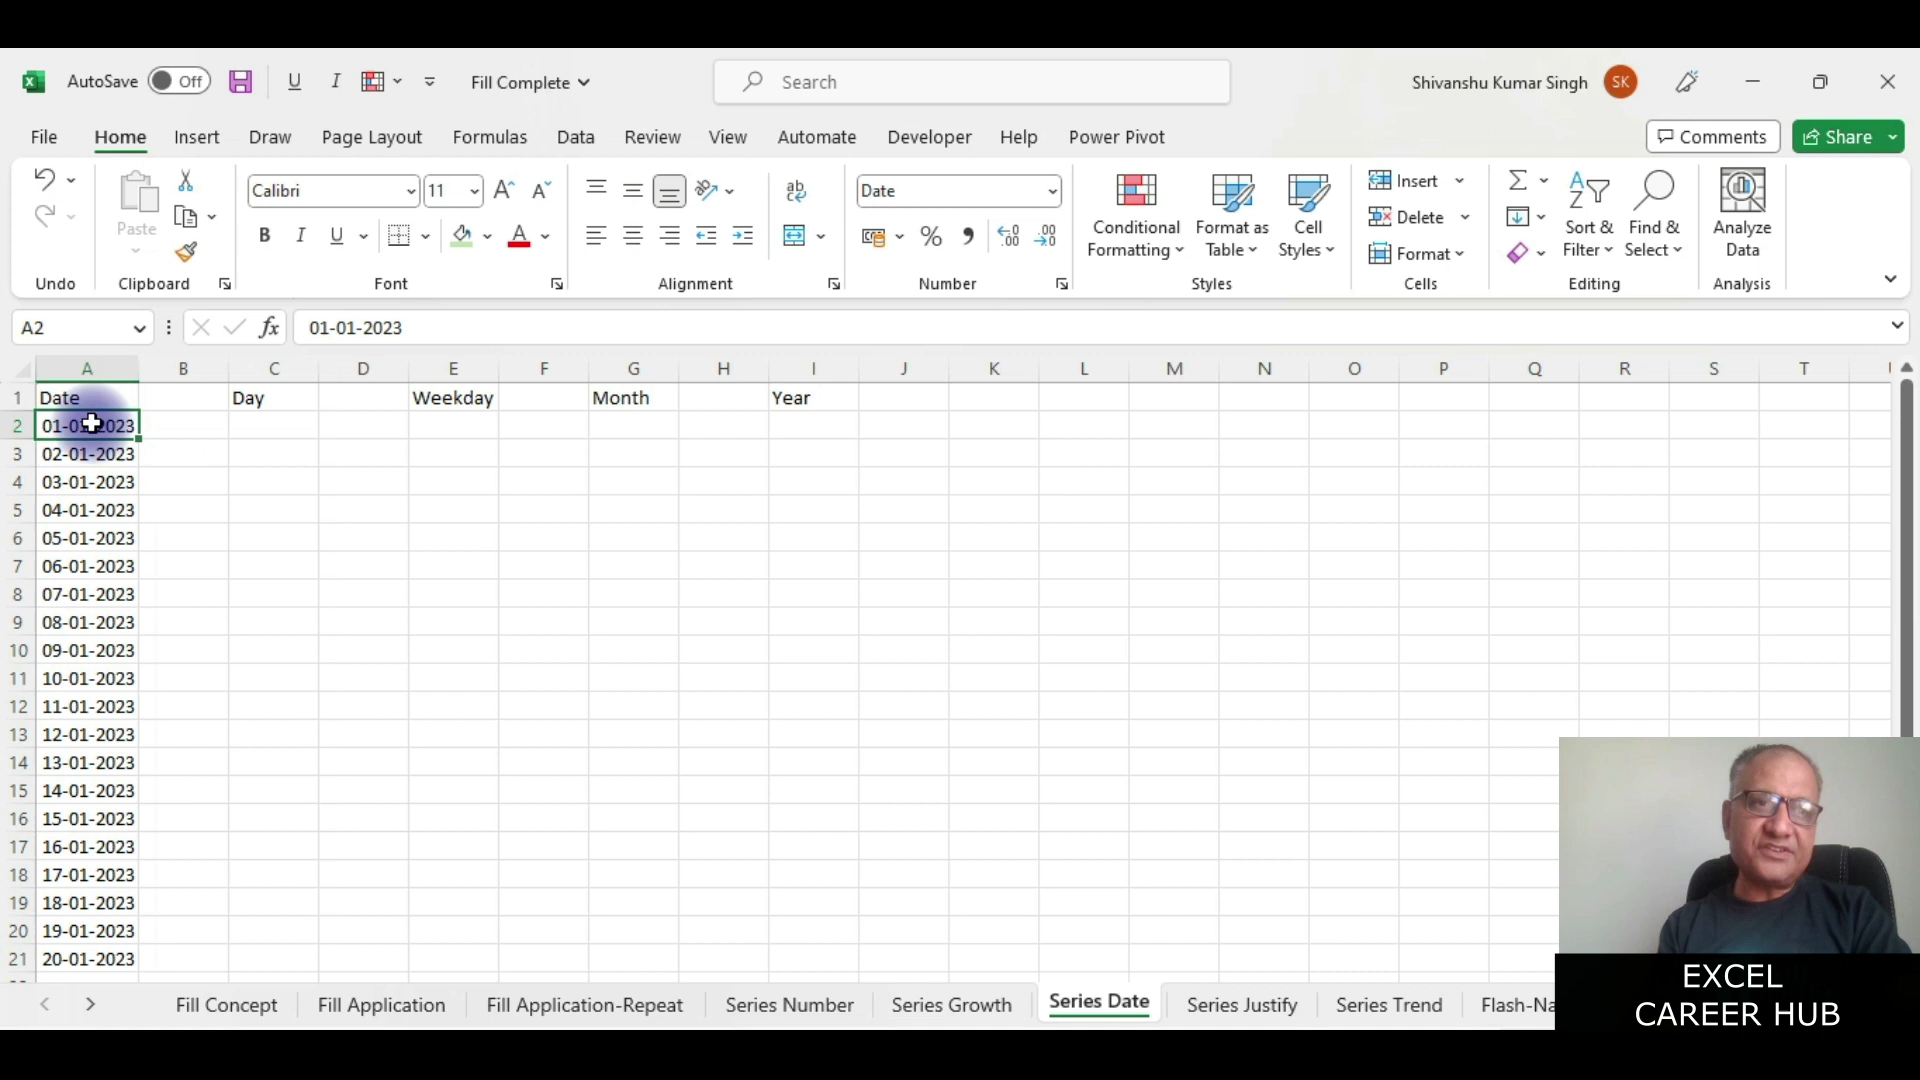 AutoSave Off Fill Complete Search Shivanshu Kumar Singh SK
File Home Insert Draw Page Layout Formulas Data Review View Automate Developer Help Power Pivot Comments Share
Paste
Calibri 11
Date
Conditional Formatting
Format as Table
Cell Styles
Insert
Delete
Format
Sort & Filter
Find & Select
Analyze Data
Undo Clipboard Font Alignment Number Styles Cells Editing Analysis
A2 fx 01-01-2023
A B C D E F G H I J K L M N O P Q R S T
1 Date Day Weekday Month Year
2 01-01-2023
3 02-01-2023
4 03-01-2023
5 04-01-2023
6 05-01-2023
7 06-01-2023
8 07-01-2023
9 08-01-2023
10 09-01-2023
11 10-01-2023
12 11-01-2023
13 12-01-2023
14 13-01-2023
15 14-01-2023
16 15-01-2023
17 16-01-2023
18 17-01-2023
19 18-01-2023
20 19-01-2023
21 20-01-2023
Fill Concept Fill Application Fill Application-Repeat Series Number Series Growth Series Date Series Justify Series Trend Flash-Na
EXCEL
CAREER HUB